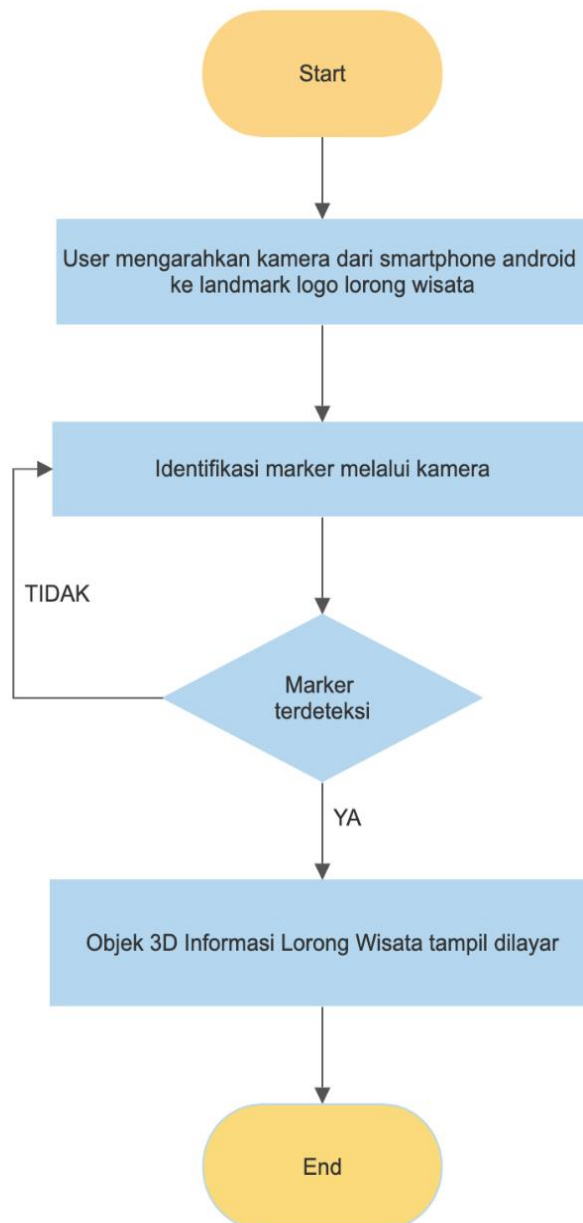 Start
User mengarahkan kamera dari smartphone android
ke landmark logo lorong wisata
Identifikasi marker melalui kamera
TIDAK
Marker
terdeteksi
YA
Objek 3D Informasi Lorong Wisata tampil dilayar
End